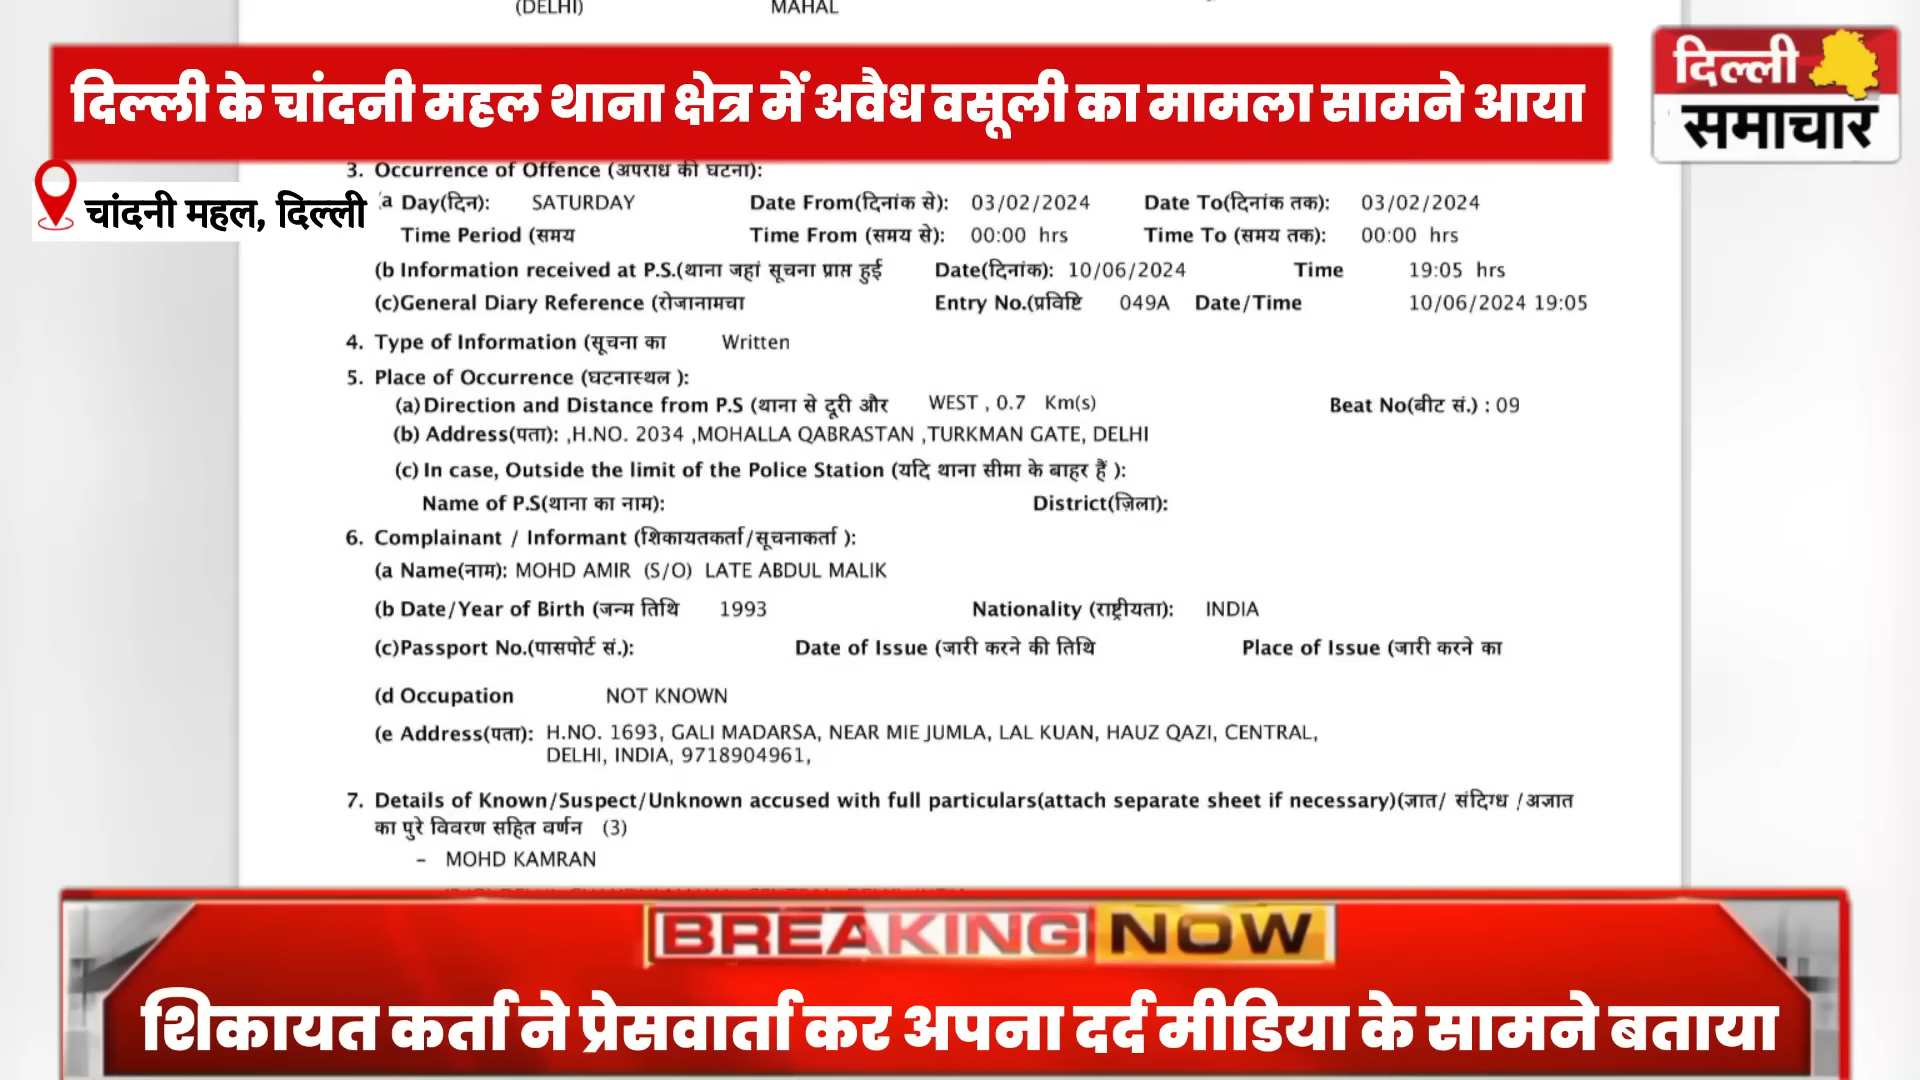 (DELHI) MAHAL
दिल्ली के चांदनी महल थाना क्षेत्र में अवैध वसूली का मामला सामने आया
दिल्ली
समाचार
चांदनी महल, दिल्ली
3. Occurrence of Offence (अपराध की घटना):
(a Day(दिन): SATURDAY Date From(दिनांक से): 03/02/2024 Date To(दिनांक तक): 03/02/2024
Time Period (समय Time From (समय से): 00:00 hrs Time To (समय तक): 00:00 hrs
(b Information received at P.S.(थाना जहां सूचना प्राप्त हुई Date(दिनांक): 10/06/2024 Time 19:05 hrs
(c)General Diary Reference (रोजानामचा Entry No.(प्रविष्टि 049A Date/Time 10/06/2024 19:05
4. Type of Information (सूचना का Written
5. Place of Occurrence (घटनास्थल ):
(a) Direction and Distance from P.S (थाना से दूरी और WEST , 0.7 Km(s) Beat No(बीट सं.) : 09
(b) Address(पता): ,H.NO. 2034 ,MOHALLA QABRASTAN ,TURKMAN GATE, DELHI
(c) In case, Outside the limit of the Police Station (यदि थाना सीमा के बाहर हैं ):
Name of P.S(थाना का नाम): District(ज़िला):
6. Complainant / Informant (शिकायतकर्ता/सूचनाकर्ता ):
(a Name(नाम): MOHD AMIR (S/O) LATE ABDUL MALIK
(b Date/Year of Birth (जन्म तिथि 1993 Nationality (राष्ट्रीयता): INDIA
(c)Passport No.(पासपोर्ट सं.): Date of Issue (जारी करने की तिथि Place of Issue (जारी करने का
(d Occupation NOT KNOWN
(e Address(पता): H.NO. 1693, GALI MADARSA, NEAR MIE JUMLA, LAL KUAN, HAUZ QAZI, CENTRAL,
DELHI, INDIA, 9718904961,
7. Details of Known/Suspect/Unknown accused with full particulars(attach separate sheet if necessary)(ज्ञात/ संदिग्ध /अज्ञात
का पुरे विवरण सहित वर्णन (3)
– MOHD KAMRAN
BREAKING NOW
शिकायत कर्ता ने प्रेसवार्ता कर अपना दर्द मीडिया के सामने बताया